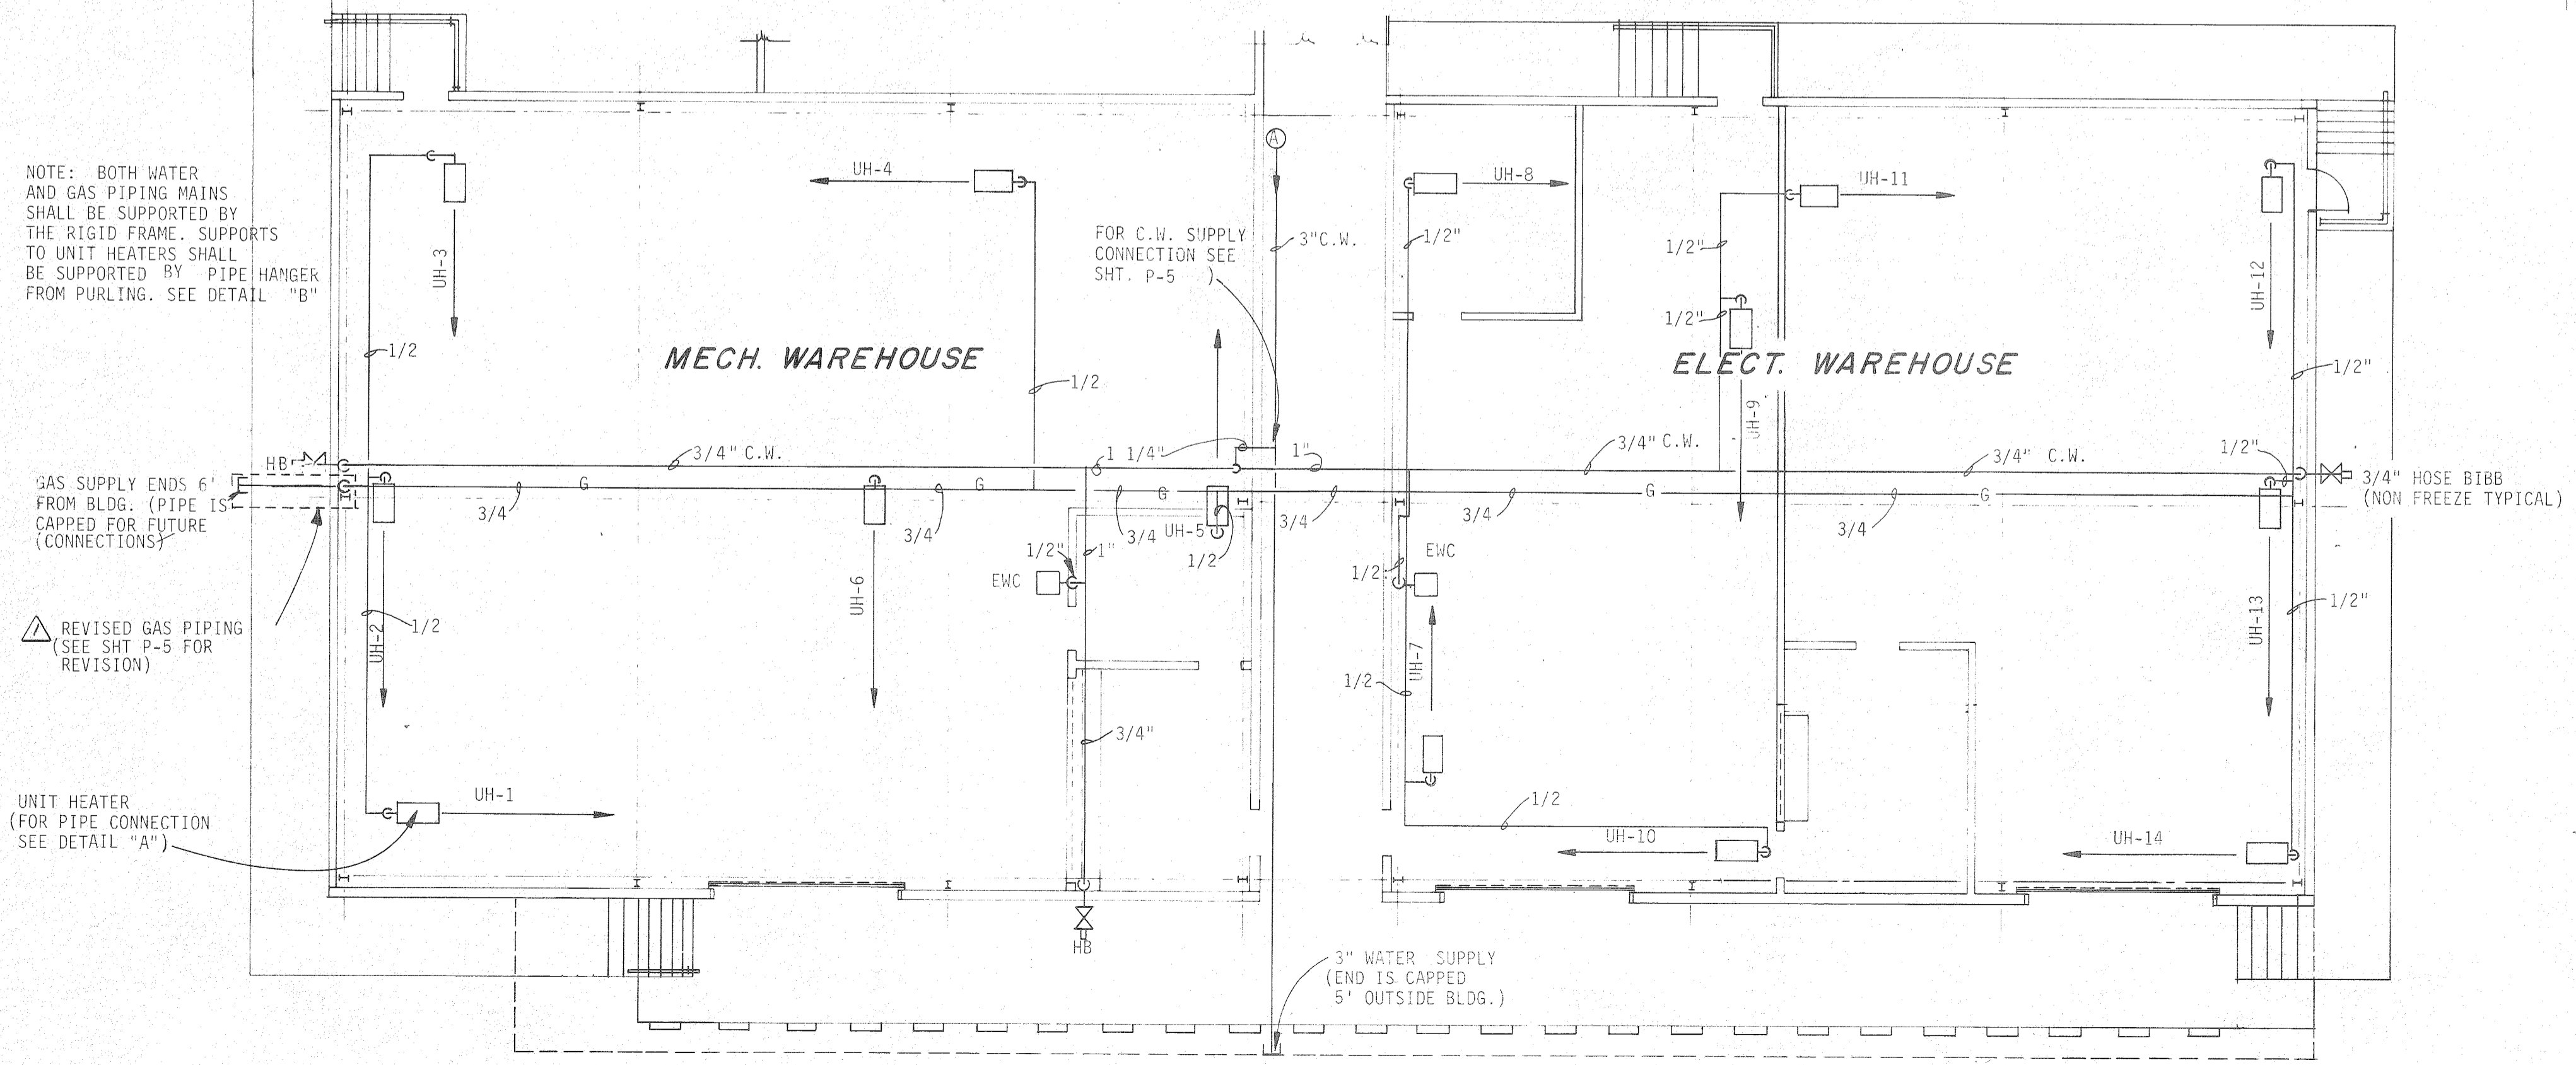 NOTE: BOTH WATER
AND GAS PIPING MAINS
SHALL BE SUPPORTED BY
THE RIGID FRAME. SUPPORTS
TO UNIT HEATERS SHALL
BE SUPPORTED BY PIPE HANGER
FROM PURLING. SEE DETAIL "B"
UH-3
1/2
UH-4
1/2
MECH. WAREHOUSE
FOR C.W. SUPPLY
CONNECTION SEE
SHT. P-5 )
A
3"C.W.
UH-8
1/2"
UH-11
1/2"
1/2"
UH-9
ELECT. WAREHOUSE
UH-12
1/2"
HB
3/4" C.W.
1 1/4"
1"
3/4" C.W.
3/4" C.W.
1/2"
3/4" HOSE BIBB
(NON FREEZE TYPICAL)
GAS SUPPLY ENDS 6'
FROM BLDG. (PIPE IS
CAPPED FOR FUTURE
(CONNECTIONS)
G
G
G
G
G
3/4
3/4
3/4
UH-5
1/2
3/4
3/4
3/4
1"
1/2"
EWC
EWC
1/2
1 REVISED GAS PIPING
(SEE SHT P-5 FOR
REVISION)
UH-2
1/2
UH-6
UH-7
1/2
UH-13
1/2"
3/4"
UNIT HEATER
(FOR PIPE CONNECTION
SEE DETAIL "A")
UH-1
1/2
UH-10
UH-14
HB
3" WATER SUPPLY
(END IS CAPPED
5' OUTSIDE BLDG.)